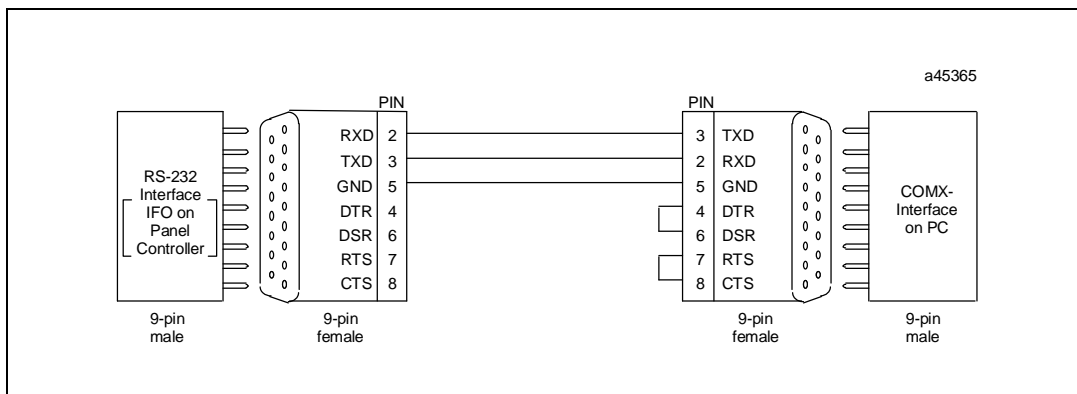 a45365
PIN
PIN
RXD 2
3 TXD
TXD 3
2 RXD
GND 5
5 GND
DTR 4
4 DTR
DSR 6
6 DSR
RTS 7
7 RTS
CTS 8
8 CTS
RS-232
Interface
IFO on
Panel
Controller
COMX-
Interface
on PC
9-pin
male
9-pin
female
9-pin
female
9-pin
male